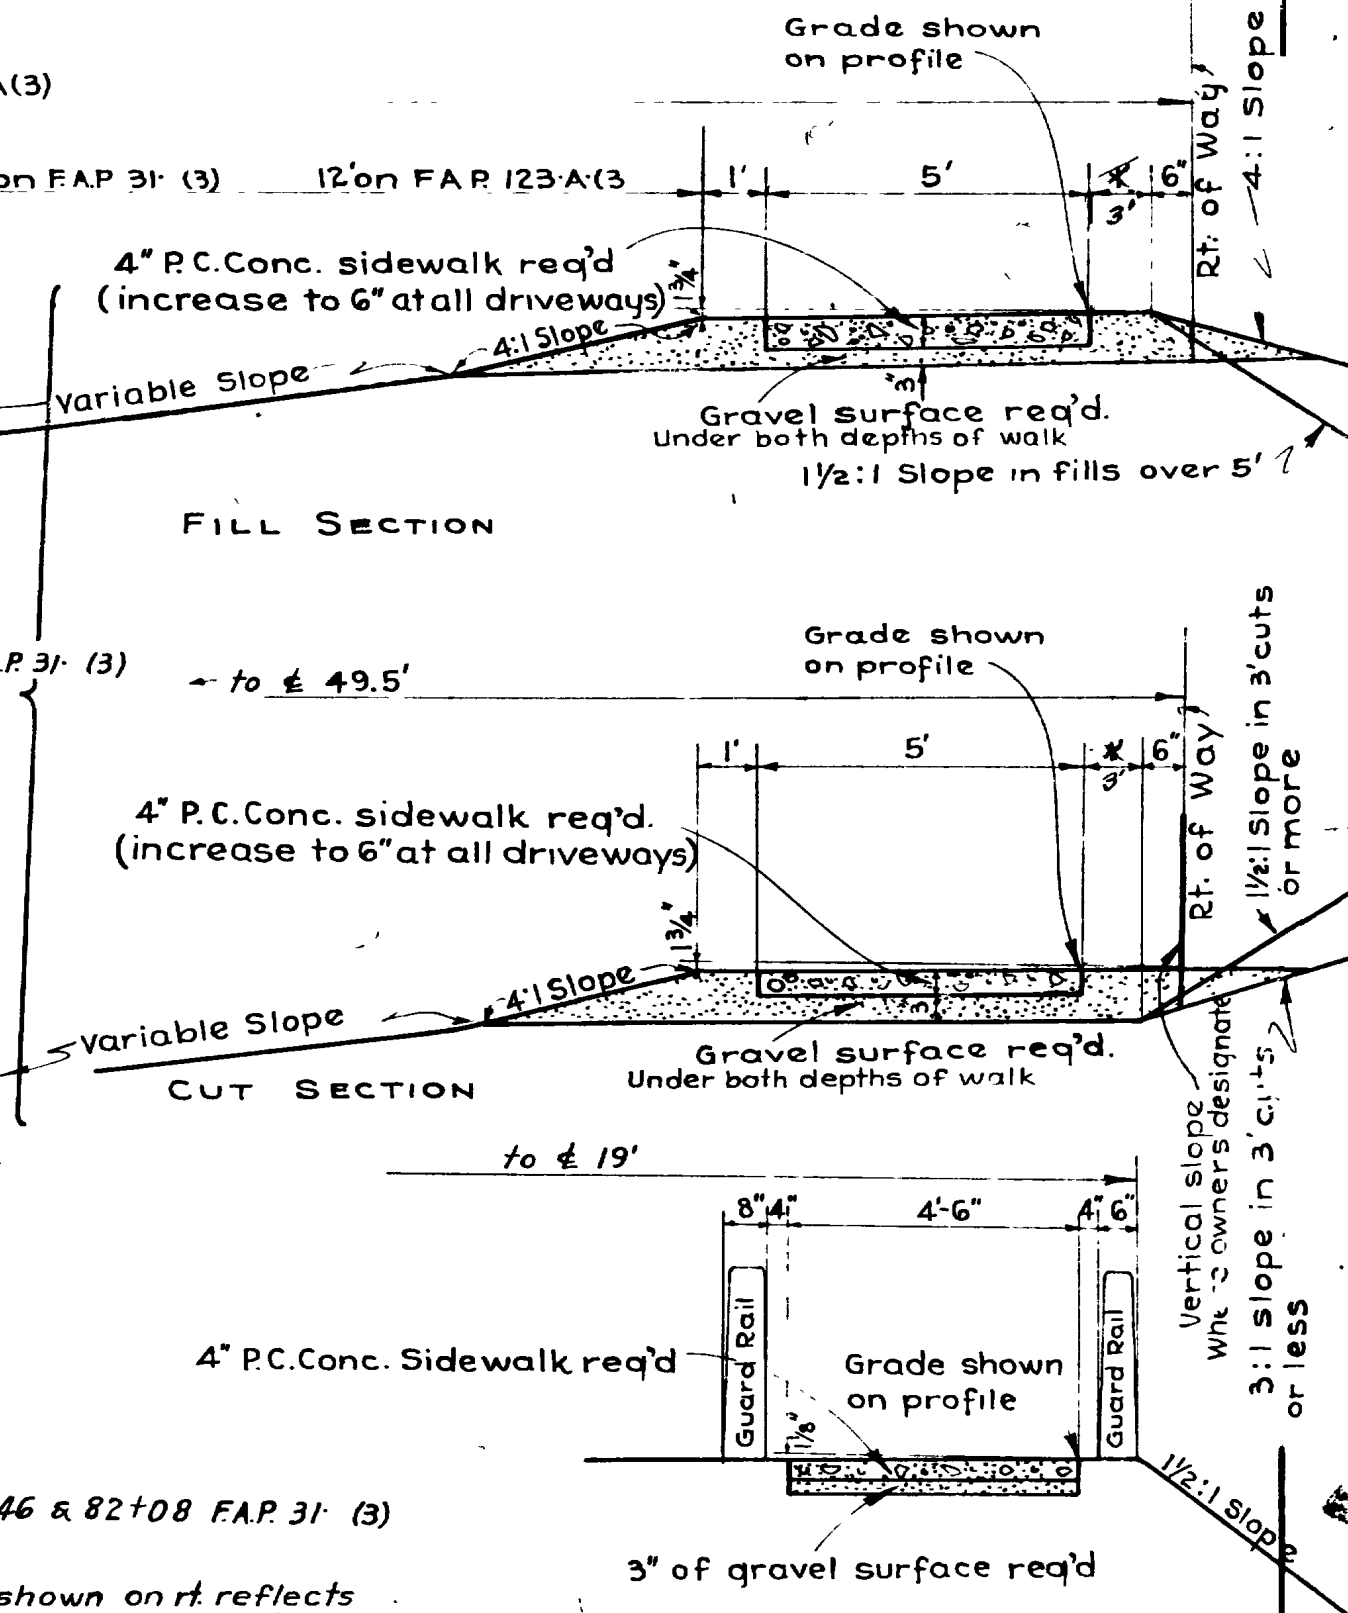 Grade shown
on profile
A(3)
on F.A.P 31· (3)
12' on F A P. 123·A·(3
1'
5'
3'
6"
Rt. of Way
4:1 Slope
4" P.C.Conc. sidewalk req'd
(increase to 6" at all driveways)
1 3/4"
4:1 Slope
Variable Slope
3"
Gravel surface req'd.
Under both depths of walk
1½:1 Slope in fills over 5'
FILL SECTION
Grade shown
on profile
.P. 31· (3)
to ℄ 49.5'
1'
5'
3'
6"
Rt. of Way
1½:1 Slope in 3' cuts
or more
4" P.C.Conc. sidewalk req'd.
(increase to 6" at all driveways)
1 3/4"
4:1 Slope
Variable Slope
3"
Gravel surface req'd.
Under both depths of walk
CUT SECTION
Vertical slope
owners designate
3:1 slope in 3' cuts
or less
to ℄ 19'
8"
4"
4'-6"
4"
6"
Guard Rail
Guard Rail
4" P.C.Conc. Sidewalk req'd
Grade shown
on profile
1 1/8"
1½:1 Slope
46 & 82+08 F.A.P. 31· (3)
3" of gravel surface req'd
shown on rt. reflects